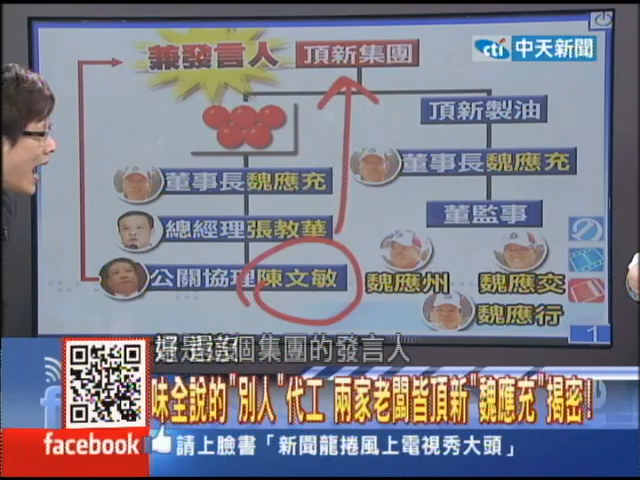 兼發言人 頂新集團
cti 中天新聞
頂新製油
董事長魏應充
董事長魏應充
總經理張教華
董監事
公關協理陳文敏
魏應州 魏應交
魏應行
1
個集團的發言人
味全說的"別人"代工 兩家老闆皆頂新"魏應充"揭密!
facebook 請上臉書「新聞龍捲風上電視秀大頭」